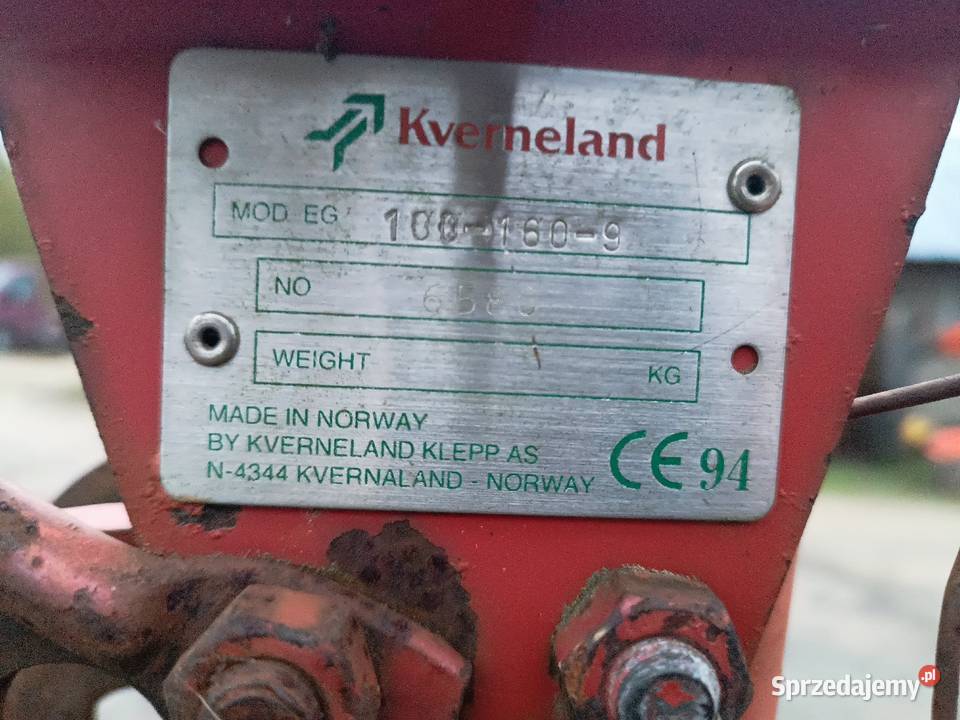 Kverneland
MOD EG 100-160-9
NO
WEIGHT KG
MADE IN NORWAY
BY KVERNELAND KLEPP AS
N-4344 KVERNALAND - NORWAY
CE 94
Sprzedajemy.pl